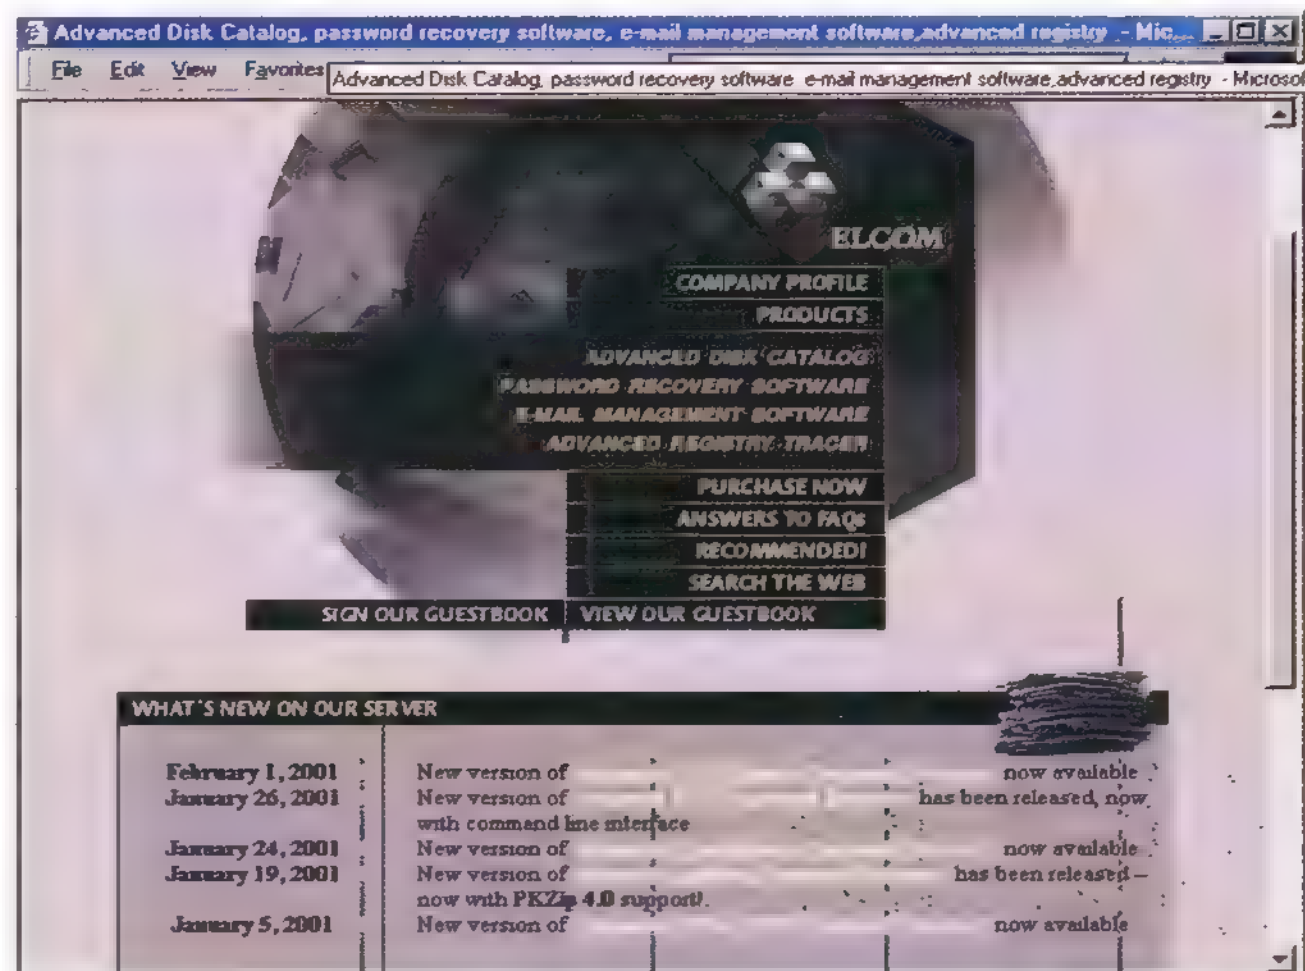 Advanced Disk Catalog, password recovery software, e-mail management software,advanced registry - Mic...
File Edit View Favorites
Advanced Disk Catalog, password recovery software e-mail management software,advanced registry - Microsof
ELCOM
COMPANY PROFILE
PRODUCTS
ADVANCED DISK CATALOG
PASSWORD RECOVERY SOFTWARE
E-MAIL MANAGEMENT SOFTWARE
ADVANCED REGISTRY TRACER
PURCHASE NOW
ANSWERS TO FAQs
RECOMMENDED!
SEARCH THE WEB
SIGN OUR GUESTBOOK VIEW OUR GUESTBOOK
WHAT'S NEW ON OUR SERVER
February 1, 2001 New version of now available
January 26, 2001 New version of has been released, now
with command line interface
January 24, 2001 New version of now available
January 19, 2001 New version of has been released –
now with PKZip 4.0 support!.
January 5, 2001 New version of now available